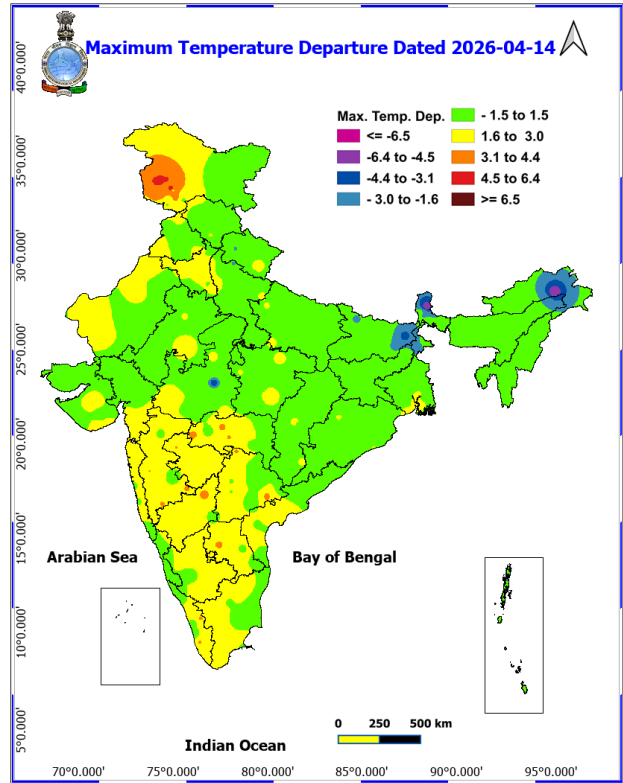 Maximum Temperature Departure Dated 2026-04-14
Max. Temp. Dep.
<= -6.5
-6.4 to -4.5
-4.4 to -3.1
- 3.0 to -1.6
- 1.5 to 1.5
1.6 to 3.0
3.1 to 4.4
4.5 to 6.4
>= 6.5
40°0.000'
35°0.000'
30°0.000'
25°0.000'
20°0.000'
15°0.000'
10°0.000'
5°0.000'
Arabian Sea
Bay of Bengal
0 250 500 km
Indian Ocean
70°0.000' 75°0.000' 80°0.000' 85°0.000' 90°0.000' 95°0.000'